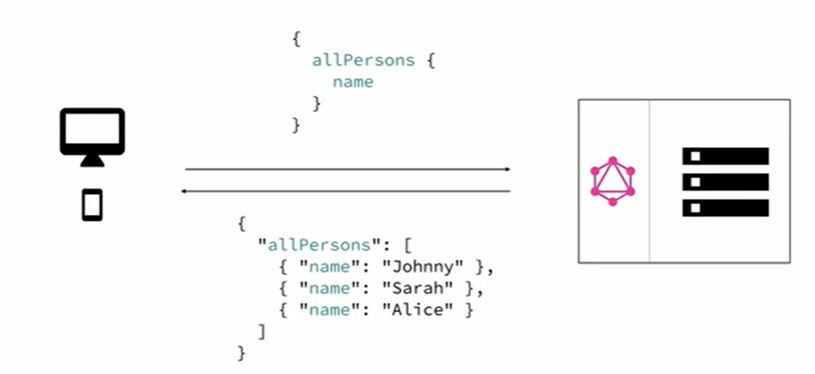 {
  allPersons {
    name
  }
}
{
  "allPersons": [
    { "name": "Johnny" },
    { "name": "Sarah" },
    { "name": "Alice" }
  ]
}